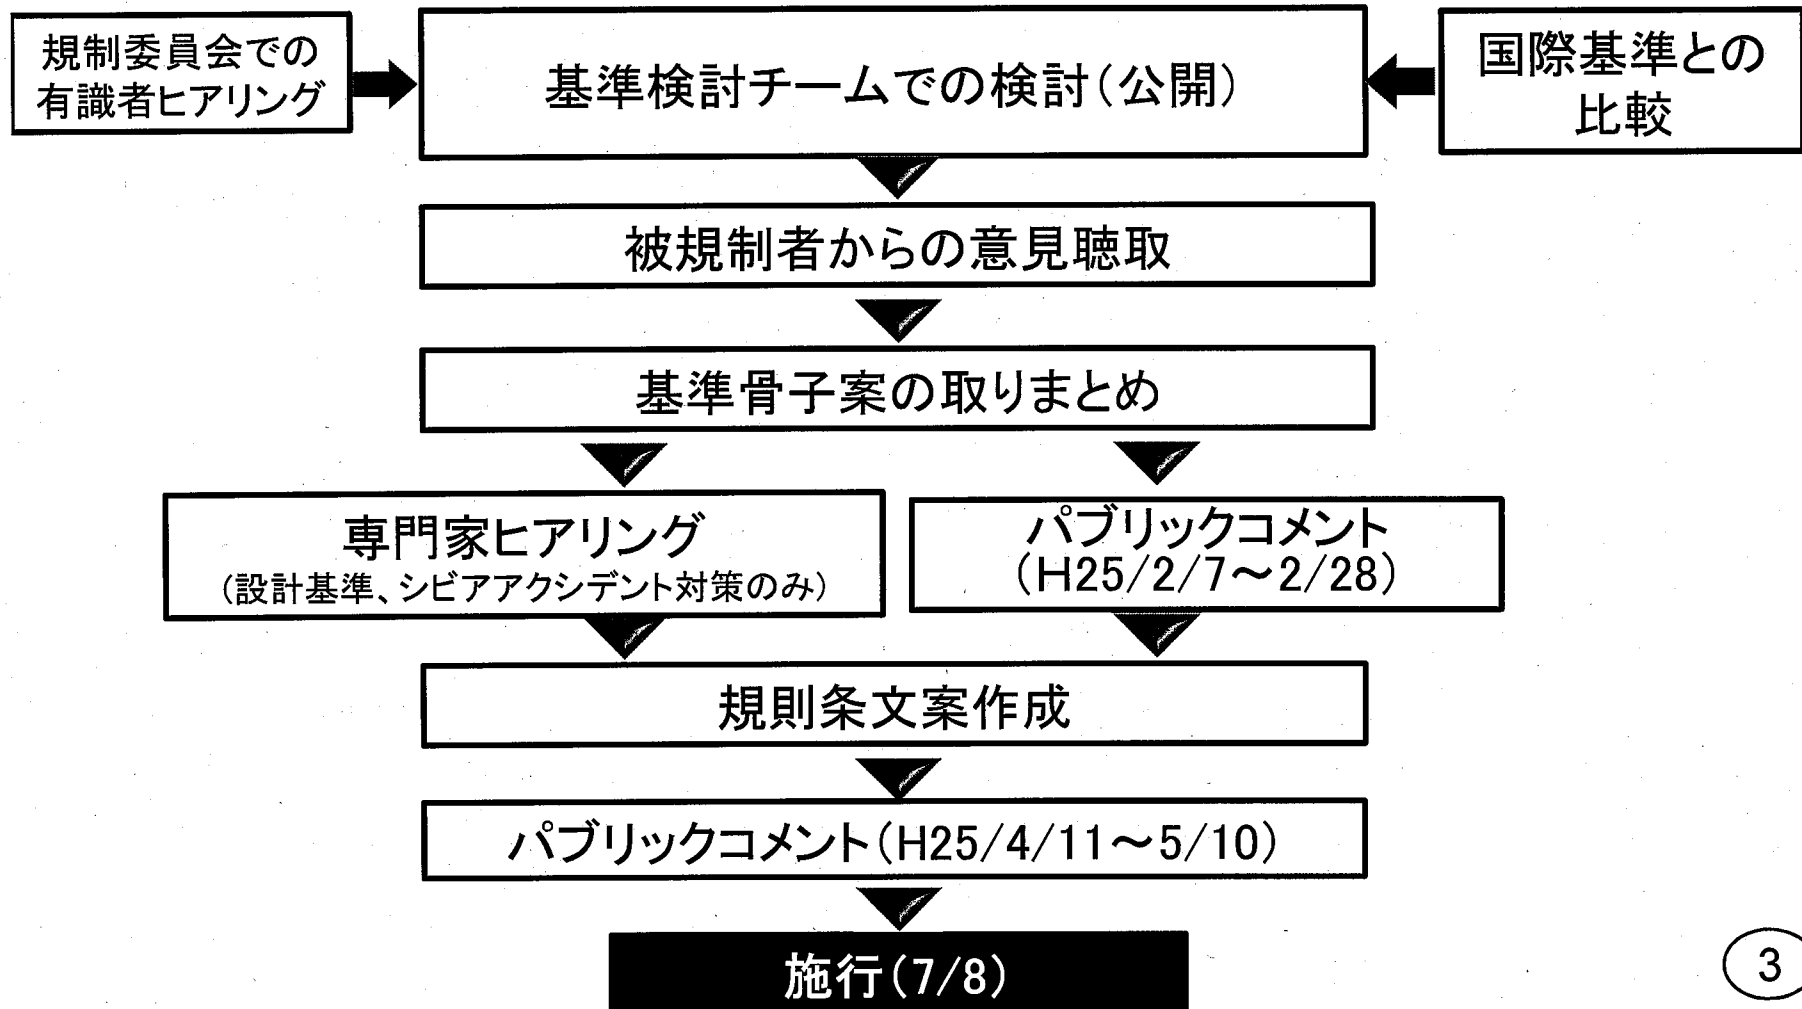 規制委員会での
有識者ヒアリング
基準検討チームでの検討(公開)
国際基準との
比較
被規制者からの意見聴取
基準骨子案の取りまとめ
専門家ヒアリング
(設計基準、シビアアクシデント対策のみ)
パブリックコメント
(H25/2/7～2/28)
規則条文案作成
パブリックコメント(H25/4/11～5/10)
施行(7/8)
3